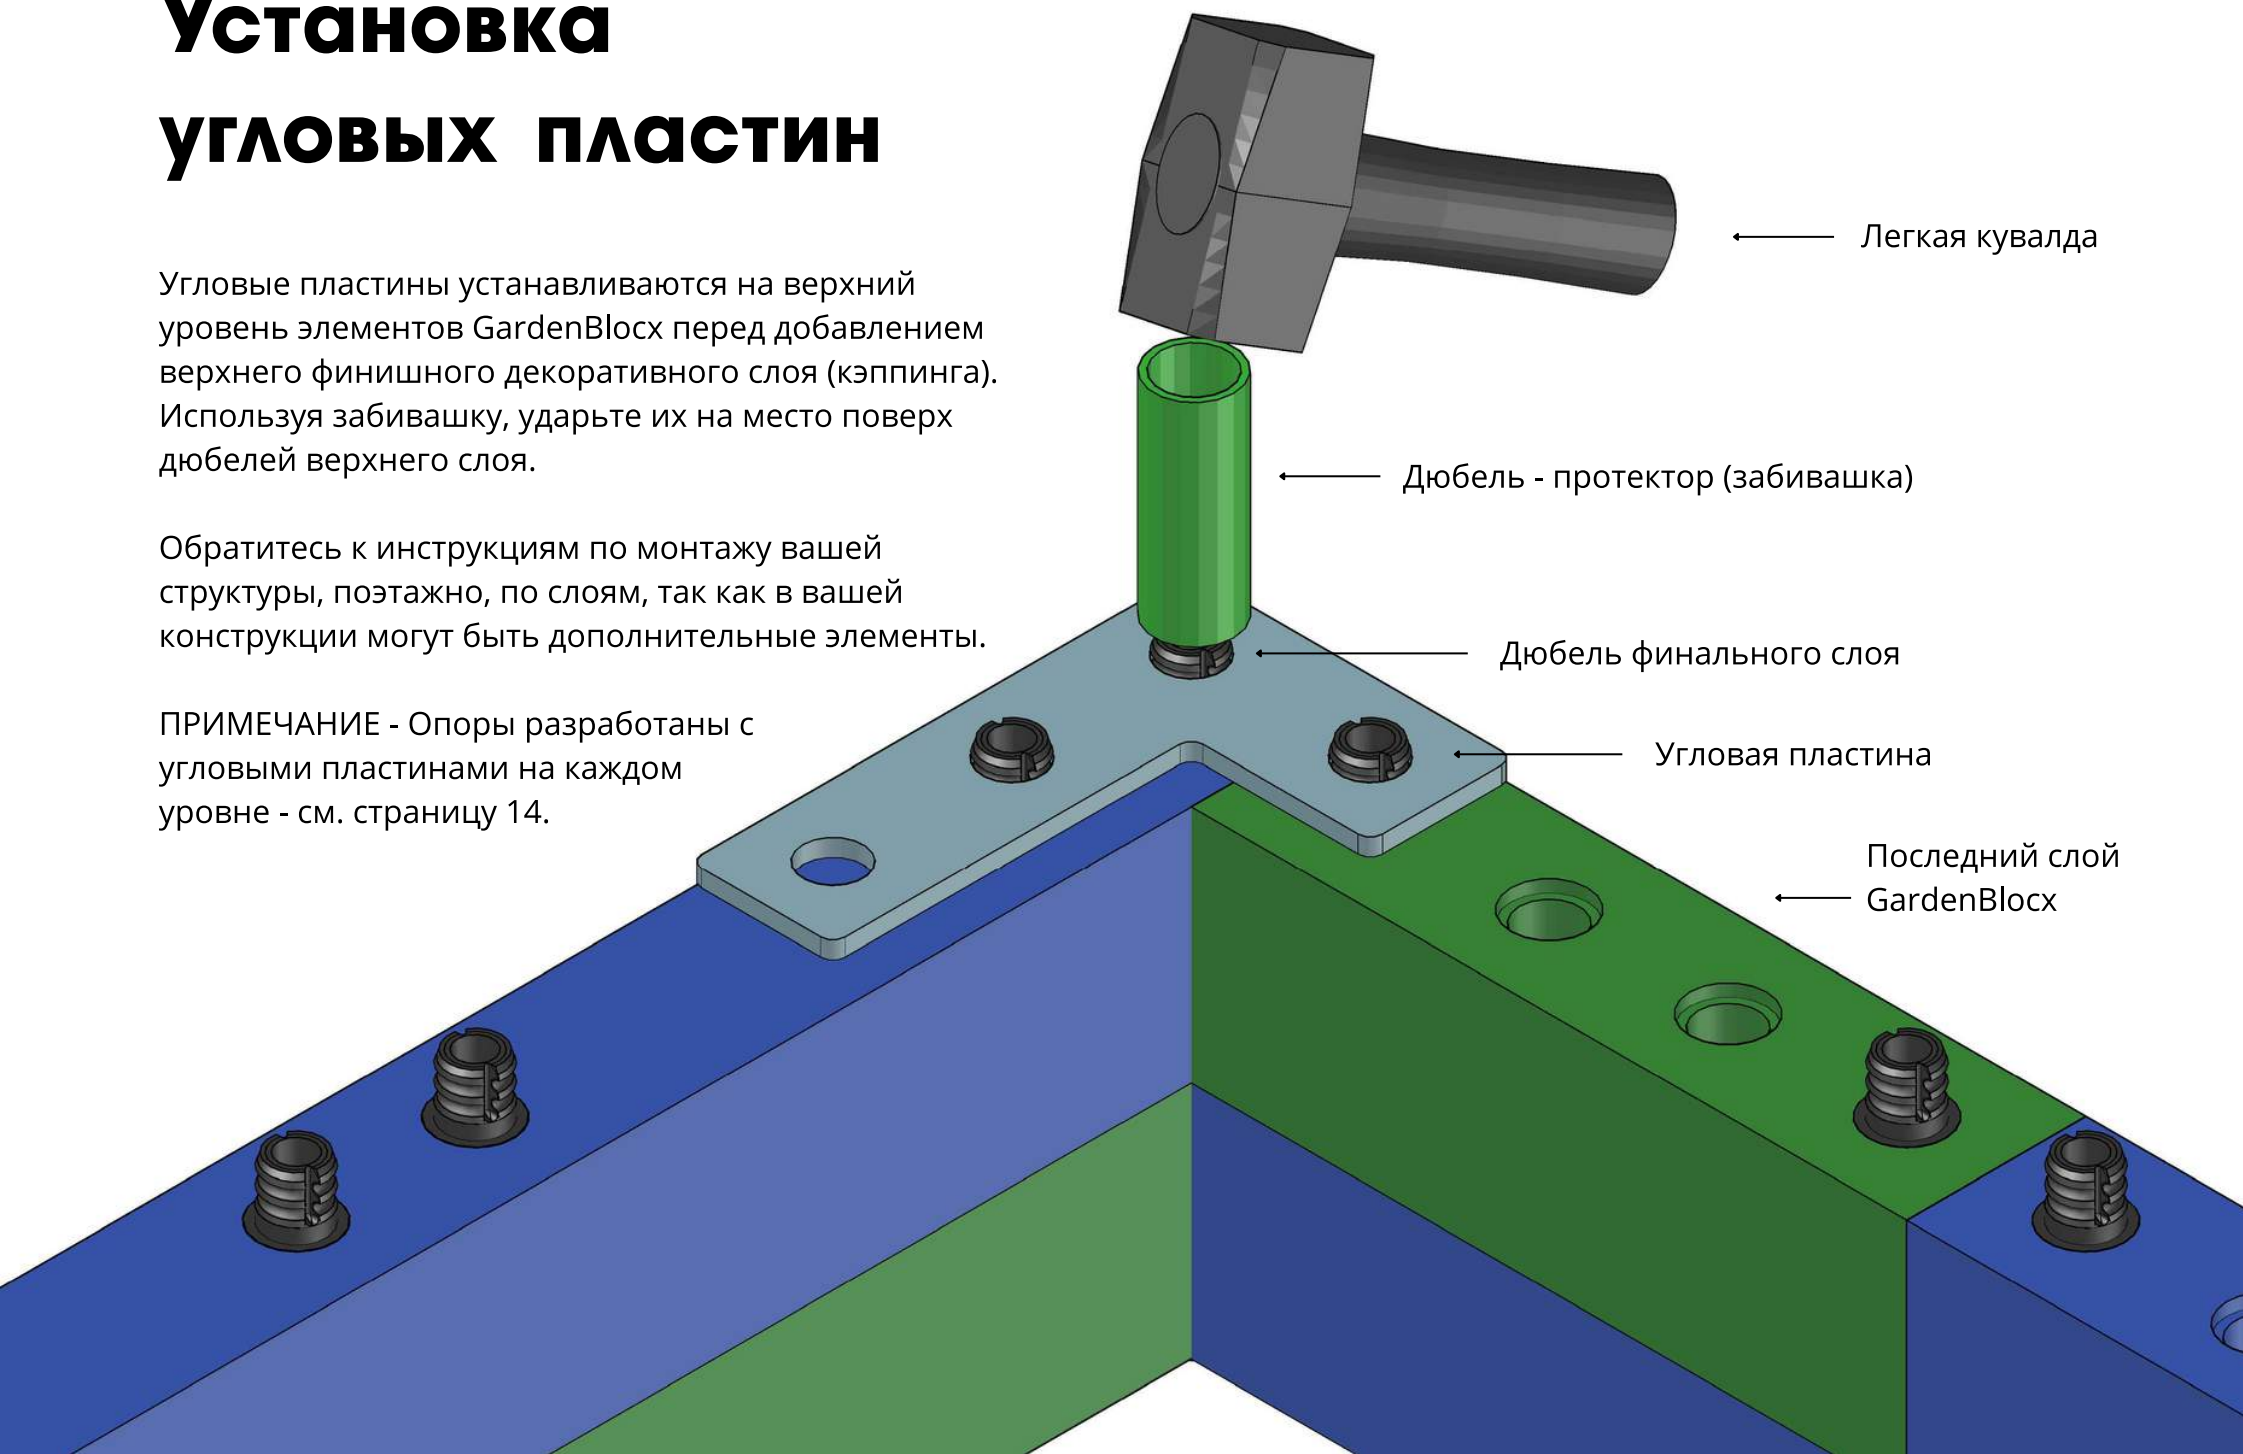 Установка
угловых пластин
Угловые пластины устанавливаются на верхний
уровень элементов GardenBlocx перед добавлением
верхнего финишного декоративного слоя (кэппинга).
Используя забивашку, ударьте их на место поверх
дюбелей верхнего слоя.
Обратитесь к инструкциям по монтажу вашей
структуры, поэтажно, по слоям, так как в вашей
конструкции могут быть дополнительные элементы.
ПРИМЕЧАНИЕ - Опоры разработаны с
угловыми пластинами на каждом
уровне - см. страницу 14.
Легкая кувалда
Дюбель - протектор (забивашка)
Дюбель финального слоя
Угловая пластина
Последний слой
GardenBlocx